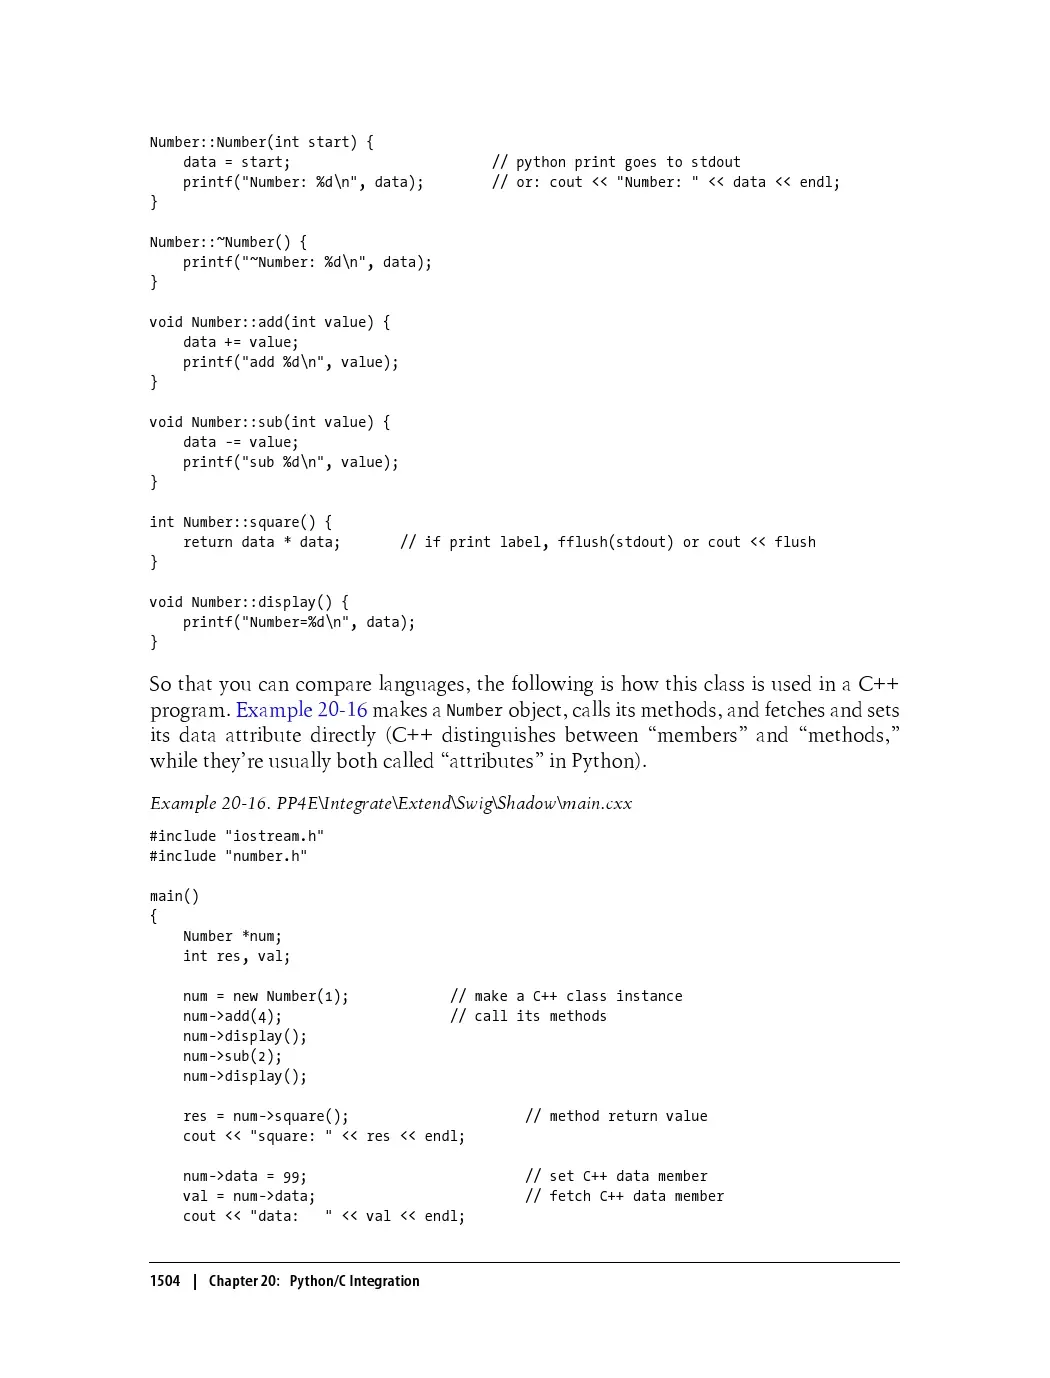 Number::Number(int start) {
    data = start;                        // python print goes to stdout
    printf("Number: %d\n", data);        // or: cout << "Number: " << data << endl;
}
Number::~Number() {
    printf("~Number: %d\n", data);
}
void Number::add(int value) {
    data += value;
    printf("add %d\n", value);
}
void Number::sub(int value) {
    data -= value;
    printf("sub %d\n", value);
}
int Number::square() {
    return data * data;       // if print label, fflush(stdout) or cout << flush
}
void Number::display() {
    printf("Number=%d\n", data);
}
So that you can compare languages, the following is how this class is used in a C++
program. Example 20-16 makes a Number object, calls its methods, and fetches and sets
its data attribute directly (C++ distinguishes between “members” and “methods,”
while they’re usually both called “attributes” in Python).
Example 20-16. PP4E\Integrate\Extend\Swig\Shadow\main.cxx
#include "iostream.h"
#include "number.h"
main()
{
    Number *num;
    int res, val;
    num = new Number(1);            // make a C++ class instance
    num->add(4);                    // call its methods
    num->display();
    num->sub(2);
    num->display();
    res = num->square();                     // method return value
    cout << "square: " << res << endl;
    num->data = 99;                          // set C++ data member
    val = num->data;                         // fetch C++ data member
    cout << "data:   " << val << endl;
1504 | Chapter 20: Python/C Integration